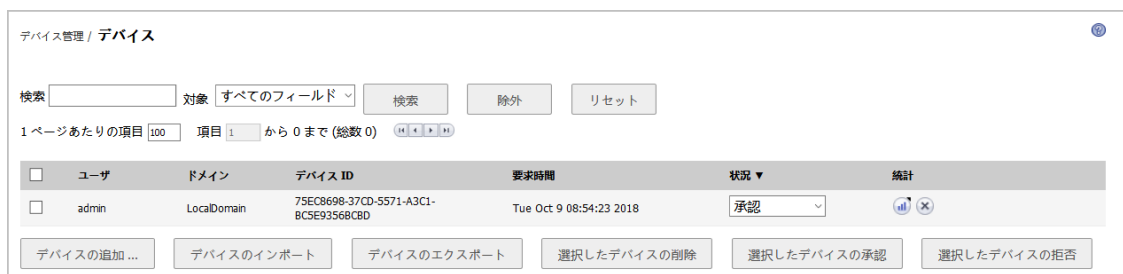 デバイス管理 / デバイス
検索 対象 すべてのフィールド 検索 除外 リセット
1 ページあたりの項目 100 項目 1 から 0 まで (総数 0)
ユーザ ドメイン デバイス ID 要求時間 状況 ▼ 統計
admin LocalDomain 75EC8698-37CD-5571-A3C1-
BC5E9356BCBD Tue Oct 9 08:54:23 2018 承認
デバイスの追加 ... デバイスのインポート デバイスのエクスポート 選択したデバイスの削除 選択したデバイスの承認 選択したデバイスの拒否